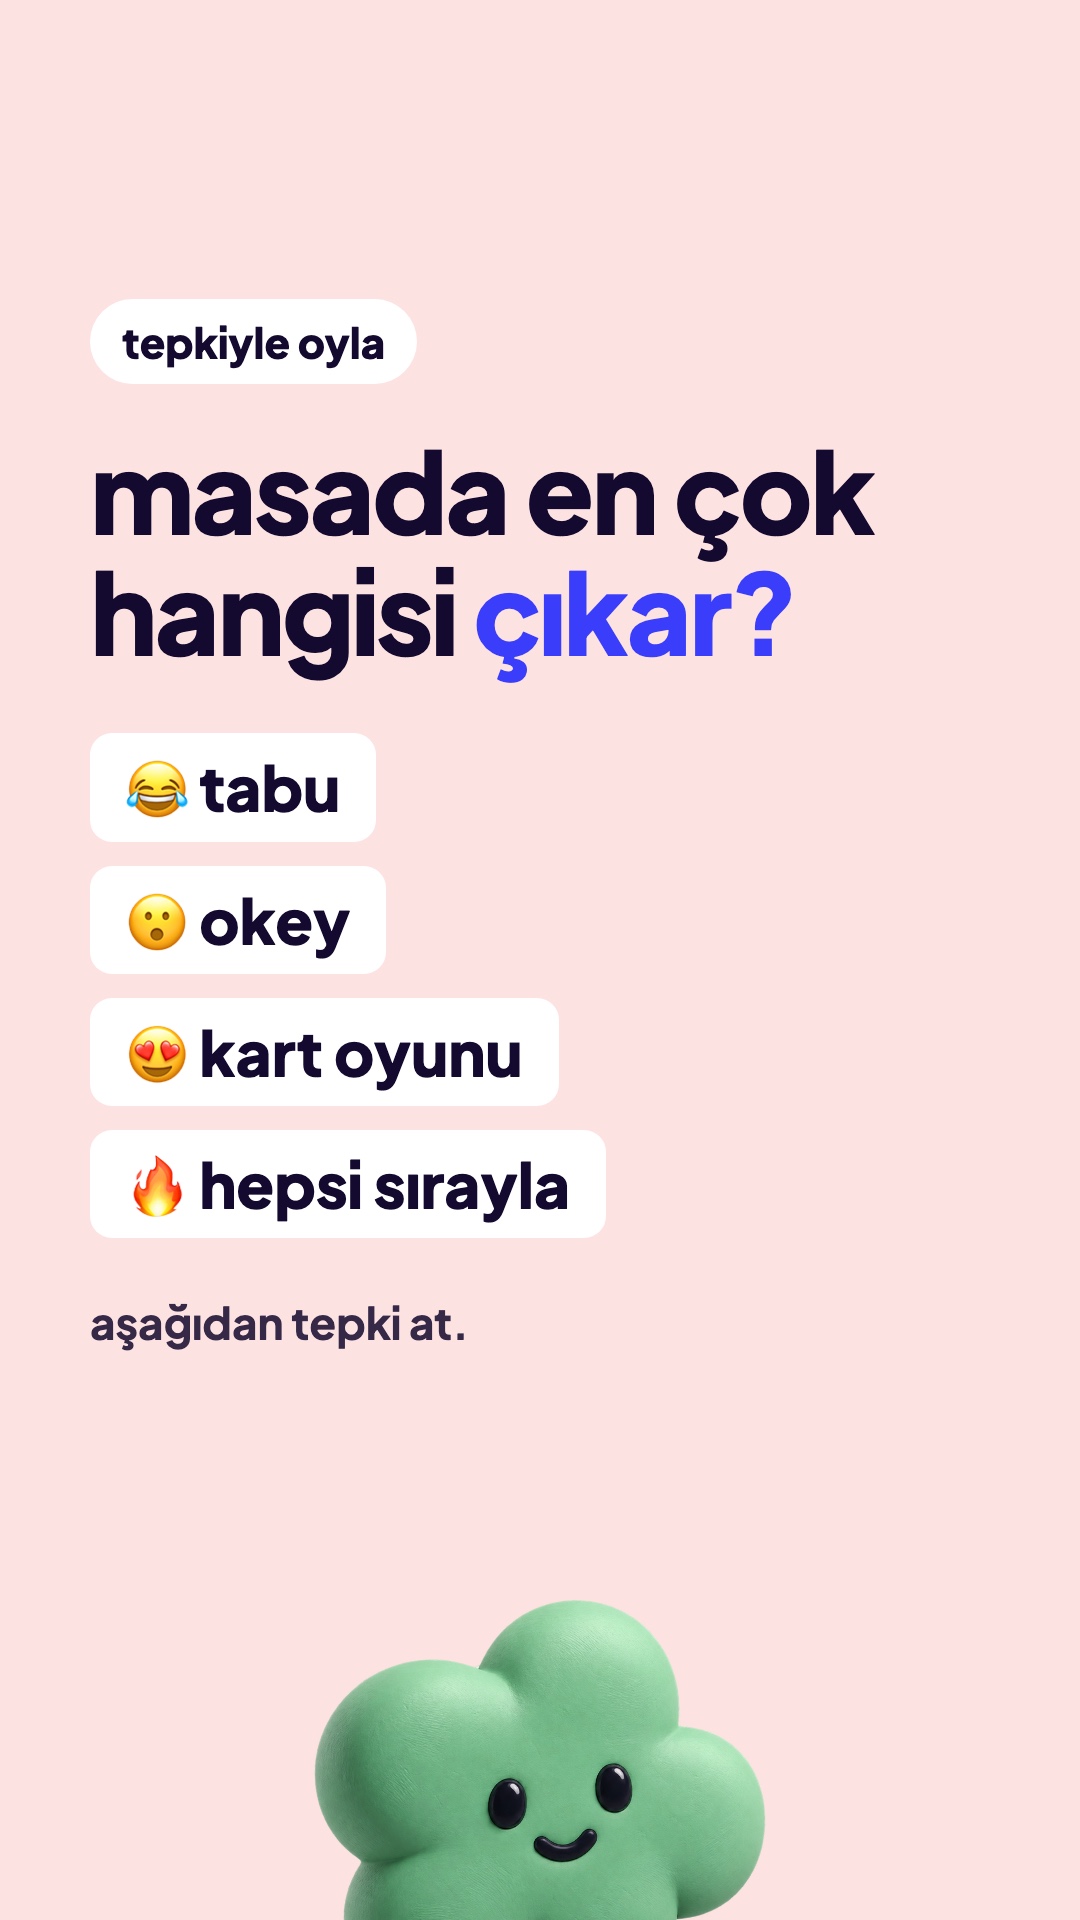 tepkiyle oyla
masada en çok
hangisi çıkar?
😂 tabu
😮 okey
😍 kart oyunu
🔥 hepsi sırayla
aşağıdan tepki at.